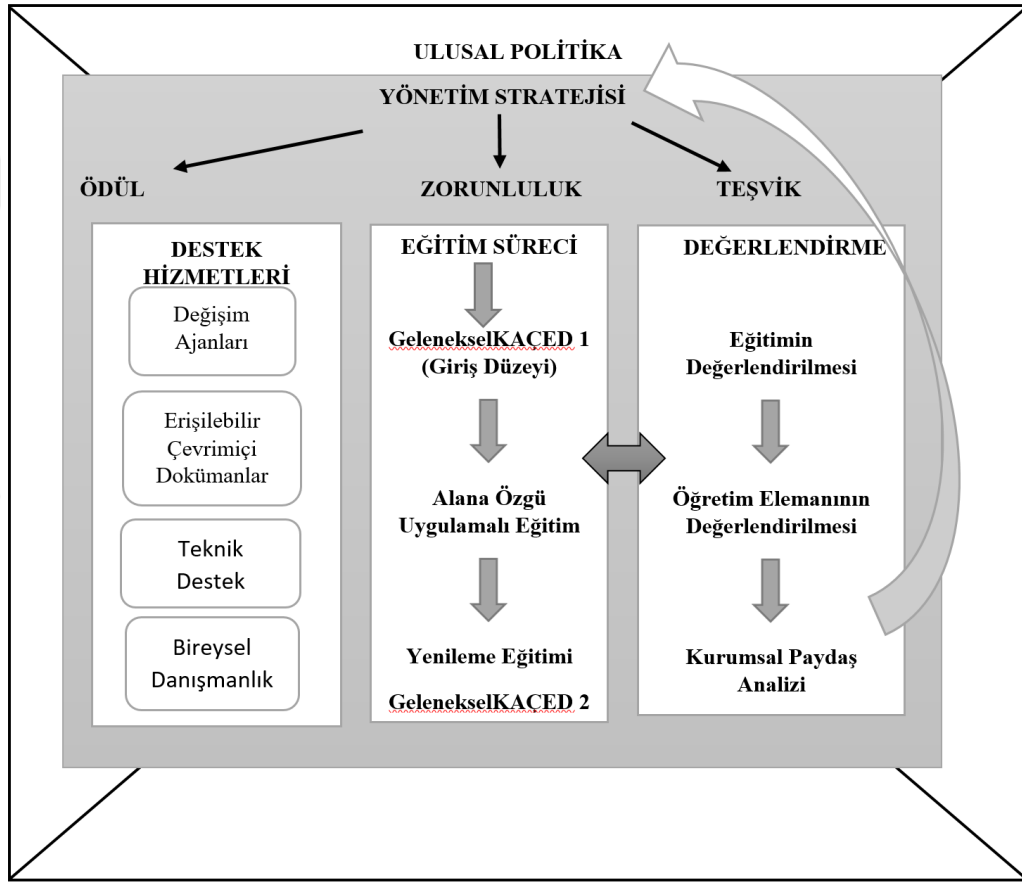 ULUSAL POLİTİKA
YÖNETİM STRATEJİSİ
ÖDÜL
ZORUNLULUK
TEŞVİK
DESTEK
HİZMETLERİ
Değişim
Ajanları
Erişilebilir
Çevrimiçi
Dokümanlar
Teknik
Destek
Bireysel
Danışmanlık
EĞİTİM SÜRECİ
GelenekselKAÇED 1
(Giriş Düzeyi)
Alana Özgü
Uygulamalı Eğitim
Yenileme Eğitimi
GelenekselKAÇED 2
DEĞERLENDİRME
Eğitimin
Değerlendirilmesi
Öğretim Elemanının
Değerlendirilmesi
Kurumsal Paydaş
Analizi